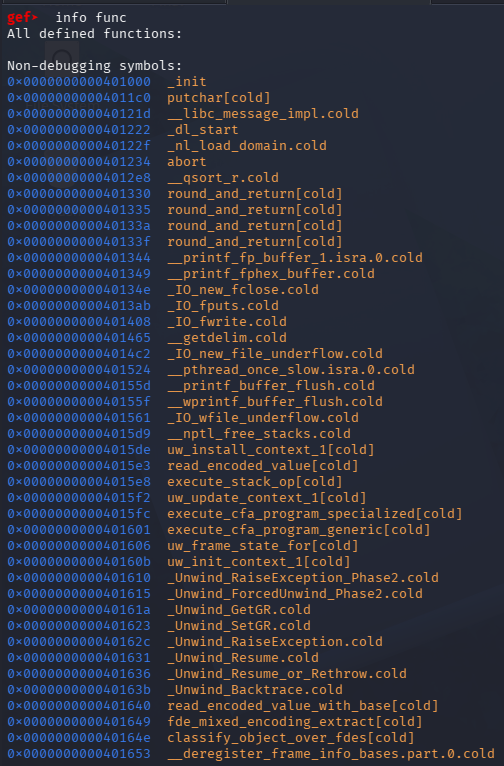 gef➤  info func
All defined functions:

Non-debugging symbols:
0x0000000000401000  _init
0x00000000004011c0  putchar[cold]
0x000000000040121d  __libc_message_impl.cold
0x0000000000401222  _dl_start
0x000000000040122f  _nl_load_domain.cold
0x0000000000401234  abort
0x00000000004012e8  __qsort_r.cold
0x0000000000401330  round_and_return[cold]
0x0000000000401335  round_and_return[cold]
0x000000000040133a  round_and_return[cold]
0x000000000040133f  round_and_return[cold]
0x0000000000401344  __printf_fp_buffer_1.isra.0.cold
0x0000000000401349  __printf_fphex_buffer.cold
0x000000000040134e  _IO_new_fclose.cold
0x00000000004013ab  _IO_fputs.cold
0x0000000000401408  _IO_fwrite.cold
0x0000000000401465  __getdelim.cold
0x00000000004014c2  _IO_new_file_underflow.cold
0x0000000000401524  __pthread_once_slow.isra.0.cold
0x000000000040155d  __printf_buffer_flush.cold
0x000000000040155f  __wprintf_buffer_flush.cold
0x0000000000401561  _IO_wfile_underflow.cold
0x00000000004015d9  __nptl_free_stacks.cold
0x00000000004015de  uw_install_context_1[cold]
0x00000000004015e3  read_encoded_value[cold]
0x00000000004015e8  execute_stack_op[cold]
0x00000000004015f2  uw_update_context_1[cold]
0x00000000004015fc  execute_cfa_program_specialized[cold]
0x0000000000401601  execute_cfa_program_generic[cold]
0x0000000000401606  uw_frame_state_for[cold]
0x000000000040160b  uw_init_context_1[cold]
0x0000000000401610  _Unwind_RaiseException_Phase2.cold
0x0000000000401615  _Unwind_ForcedUnwind_Phase2.cold
0x000000000040161a  _Unwind_GetGR.cold
0x0000000000401623  _Unwind_SetGR.cold
0x000000000040162c  _Unwind_RaiseException.cold
0x0000000000401631  _Unwind_Resume.cold
0x0000000000401636  _Unwind_Resume_or_Rethrow.cold
0x000000000040163b  _Unwind_Backtrace.cold
0x0000000000401640  read_encoded_value_with_base[cold]
0x0000000000401649  fde_mixed_encoding_extract[cold]
0x000000000040164e  classify_object_over_fdes[cold]
0x0000000000401653  __deregister_frame_info_bases.part.0.cold